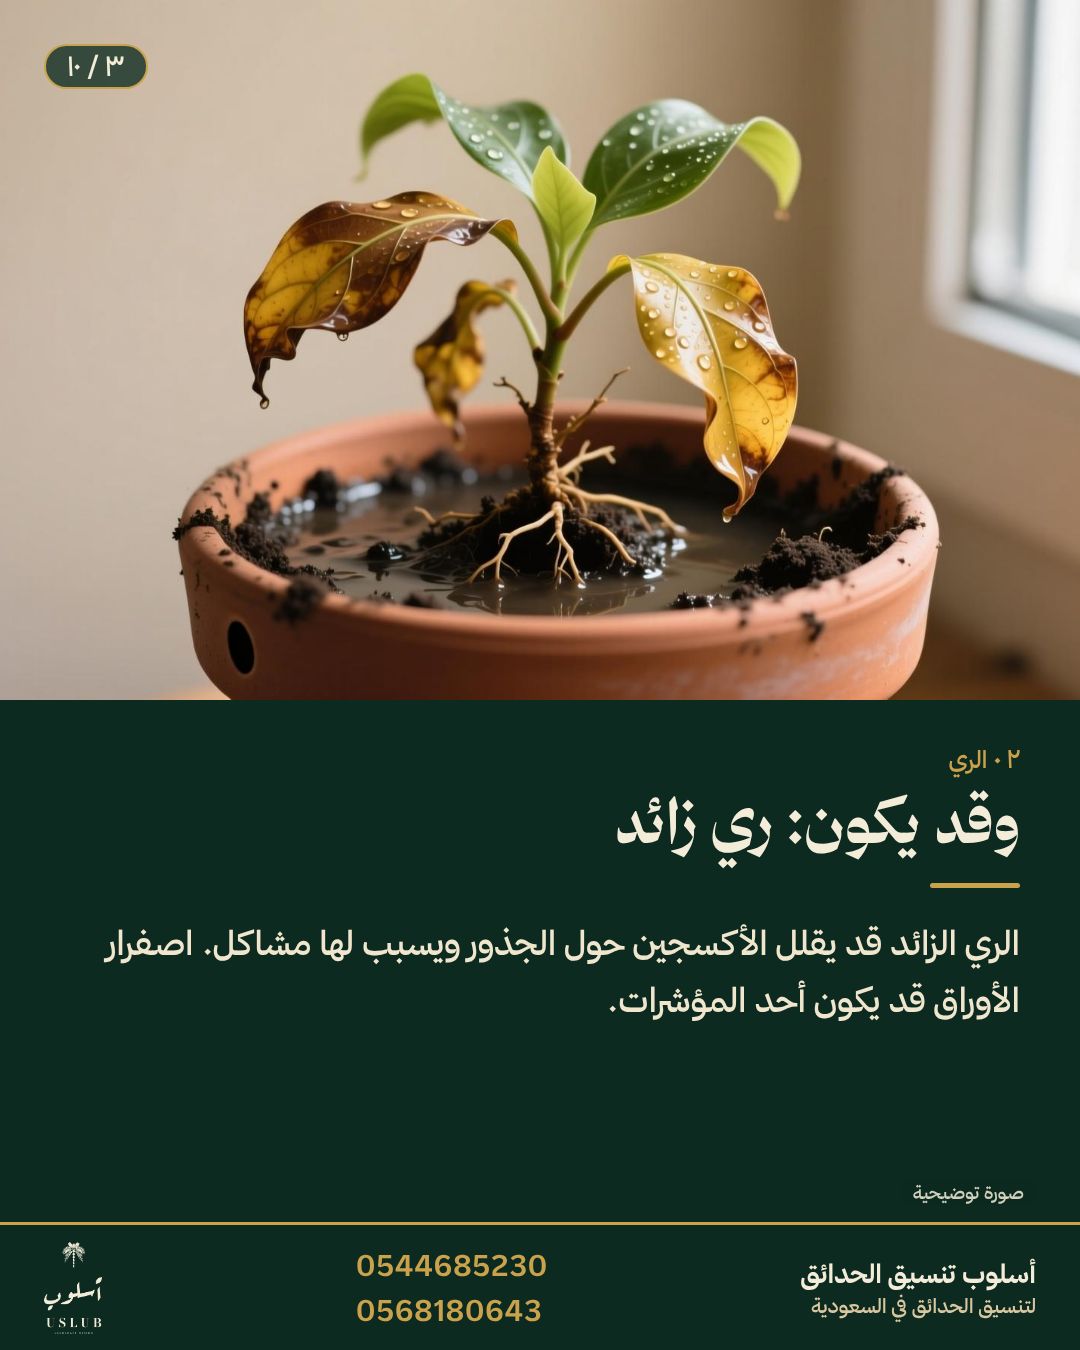 ٣ / ١٠
٠٢ · الري
وقد يكون: ري زائد
الري الزائد قد يقلل الأكسجين حول الجذور ويسبب لها مشاكل. اصفرار
الأوراق قد يكون أحد المؤشرات.
صورة توضيحية
أسلوب تنسيق الحدائق
لتنسيق الحدائق في السعودية
0544685230
0568180643
أسلوب
USLUB